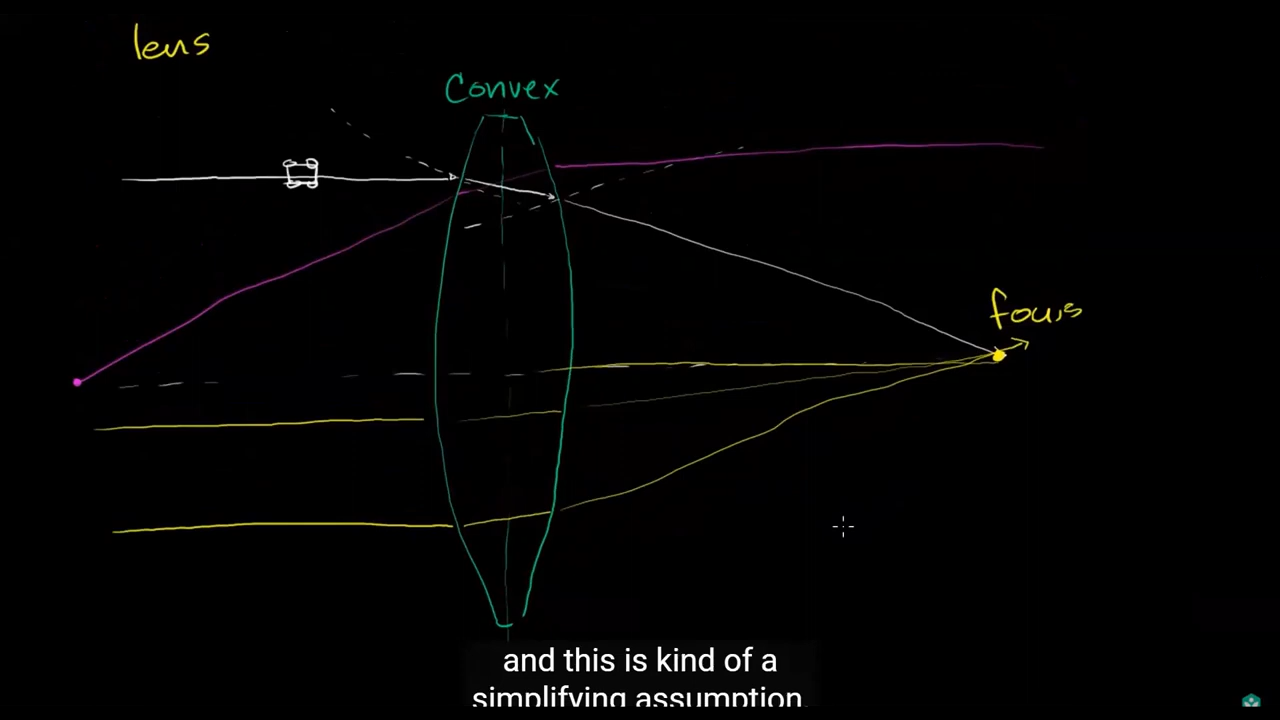 lens
Convex
focus
and this is kind of a
simplifying assumption,